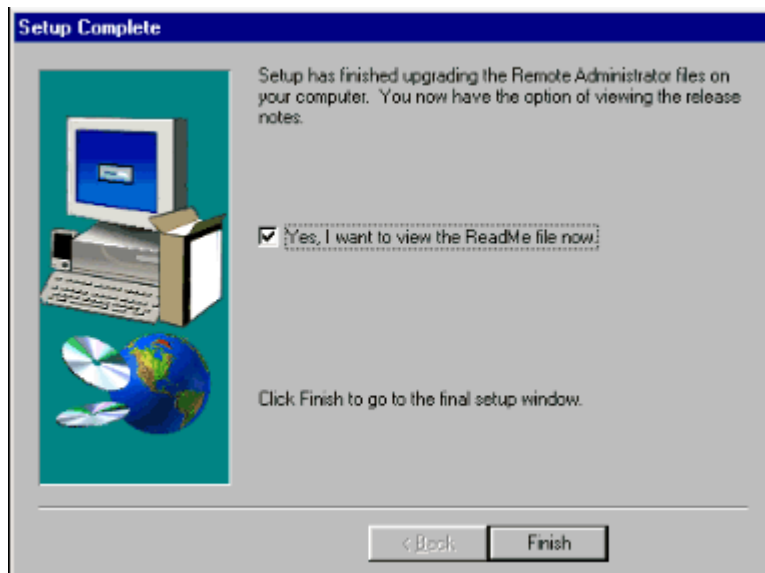 Setup Complete
Setup has finished upgrading the Remote Administrator files on
your computer. You now have the option of viewing the release
notes.
Yes, I want to view the ReadMe file now.
Click Finish to go to the final setup window.
< Back Finish